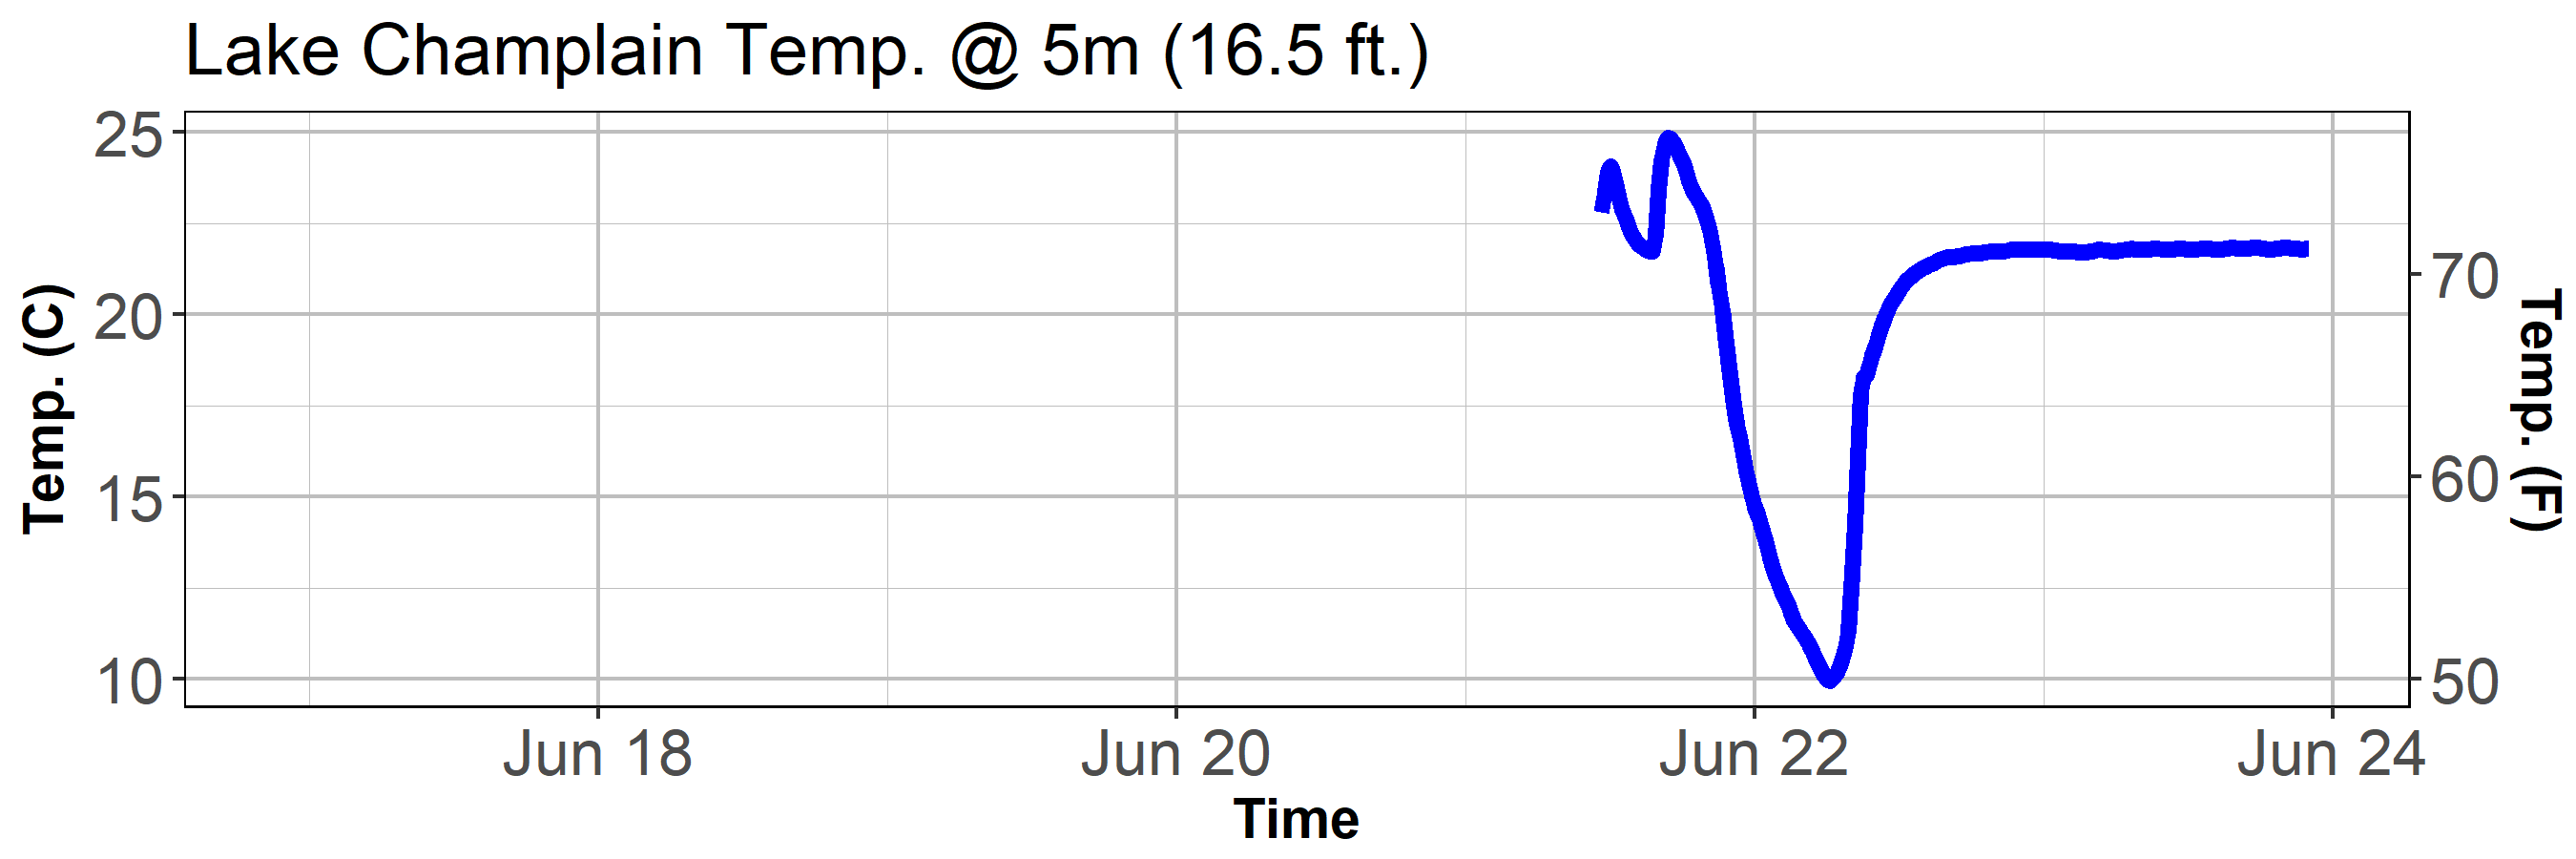 Lake Champlain Temp. @ 5m (16.5 ft.)
Temp. (C)
25
20
15
10
70
60
50
Temp. (F)
Jun 18 Jun 20 Jun 22 Jun 24
Time